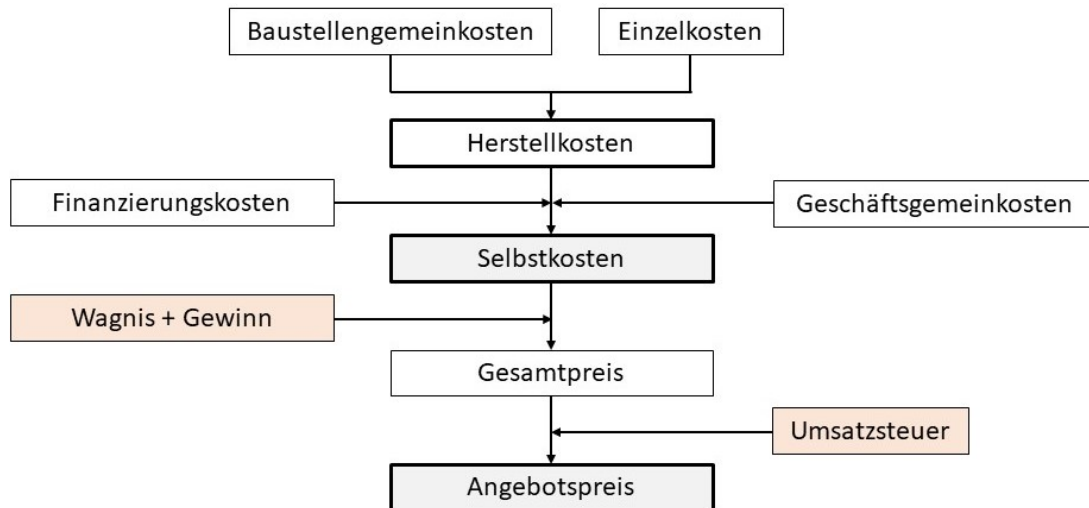 Baustellengemeinkosten
Einzelkosten
Herstellkosten
Finanzierungskosten
Geschäftsgemeinkosten
Selbstkosten
Wagnis + Gewinn
Gesamtpreis
Umsatzsteuer
Angebotspreis